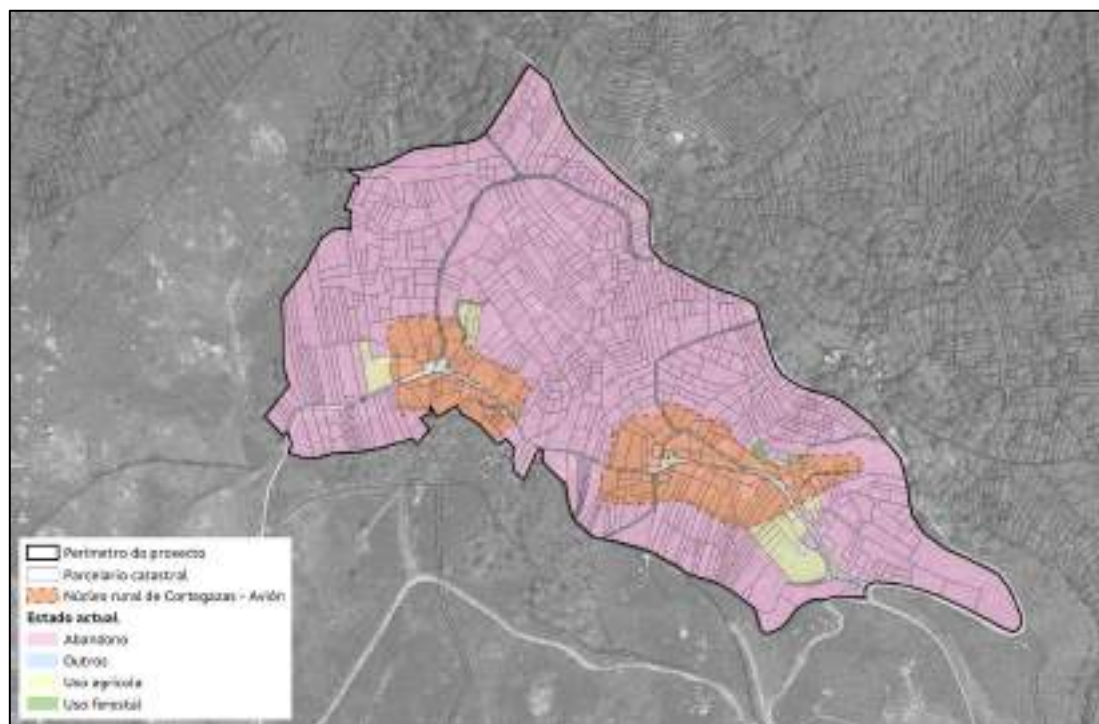 Perímetro do proxecto
Parcelario catastral
Núcleo rural de Cortegazas - Avión
Estado actual
Abandono
Outros
Uso agrícola
Uso forestal